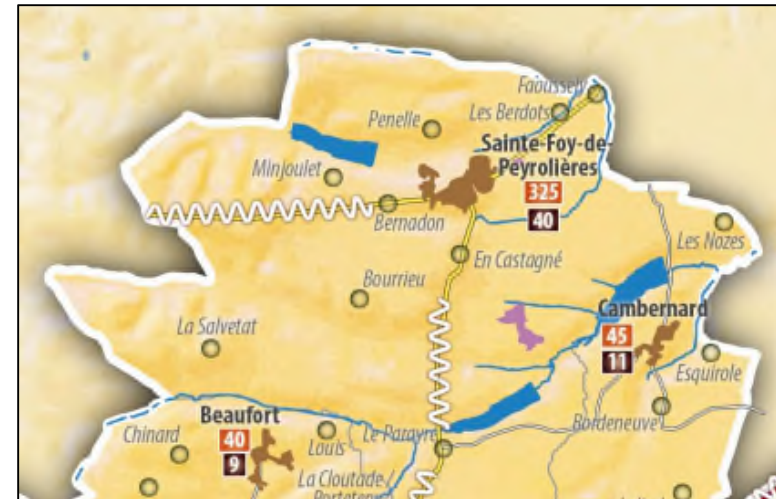 Faoussely
Les Berdots
Penelle
Sainte-Foy-de-
Peyrolières
325
40
Minjoulet
Bernadon
Les Nozes
En Castagné
Bourrieu
Cambernard
45
11
La Salvetat
Esquirole
Beaufort
40
9
Bordeneuve
Chinard
Louis
Le Parayre
La Cloutade /